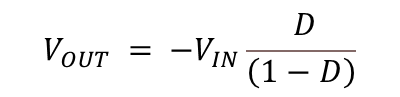 V_OUT = −V_IN D/(1 − D)